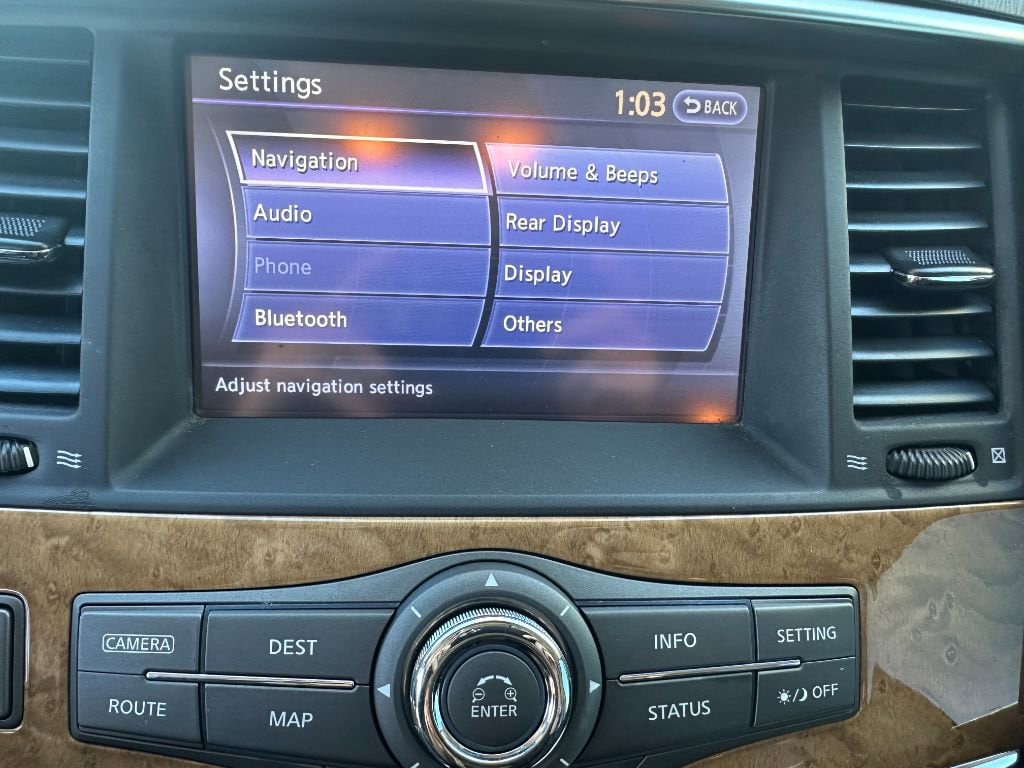 Settings
1:03
BACK
Navigation
Volume & Beeps
Audio
Rear Display
Phone
Display
Bluetooth
Others
Adjust navigation settings
CAMERA
DEST
INFO
SETTING
ROUTE
MAP
ENTER
STATUS
OFF